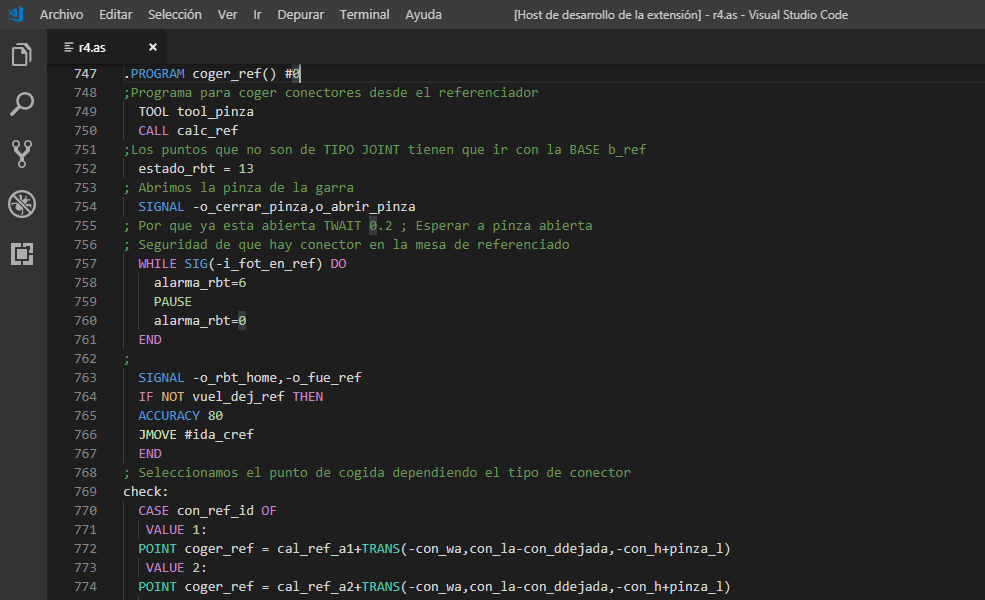 Archivo Editar Selección Ver Ir Depurar Terminal Ayuda [Host de desarrollo de la extensión] - r4.as - Visual Studio Code
r4.as ×
747 .PROGRAM coger_ref() #0
748 ;Programa para coger conectores desde el referenciador
749 TOOL tool_pinza
750 CALL calc_ref
751 ;Los puntos que no son de TIPO JOINT tienen que ir con la BASE b_ref
752 estado_rbt = 13
753 ; Abrimos la pinza de la garra
754 SIGNAL -o_cerrar_pinza,o_abrir_pinza
755 ; Por que ya esta abierta TWAIT 0.2 ; Esperar a pinza abierta
756 ; Seguridad de que hay conector en la mesa de referenciado
757 WHILE SIG(-i_fot_en_ref) DO
758 alarma_rbt=6
759 PAUSE
760 alarma_rbt=0
761 END
762 ;
763 SIGNAL -o_rbt_home,-o_fue_ref
764 IF NOT vuel_dej_ref THEN
765 ACCURACY 80
766 JMOVE #ida_cref
767 END
768 ; Seleccionamos el punto de cogida dependiendo el tipo de conector
769 check:
770 CASE con_ref_id OF
771 VALUE 1:
772 POINT coger_ref = cal_ref_a1+TRANS(-con_wa,con_la-con_ddejada,-con_h+pinza_l)
773 VALUE 2:
774 POINT coger_ref = cal_ref_a2+TRANS(-con_wa,con_la-con_ddejada,-con_h+pinza_l)